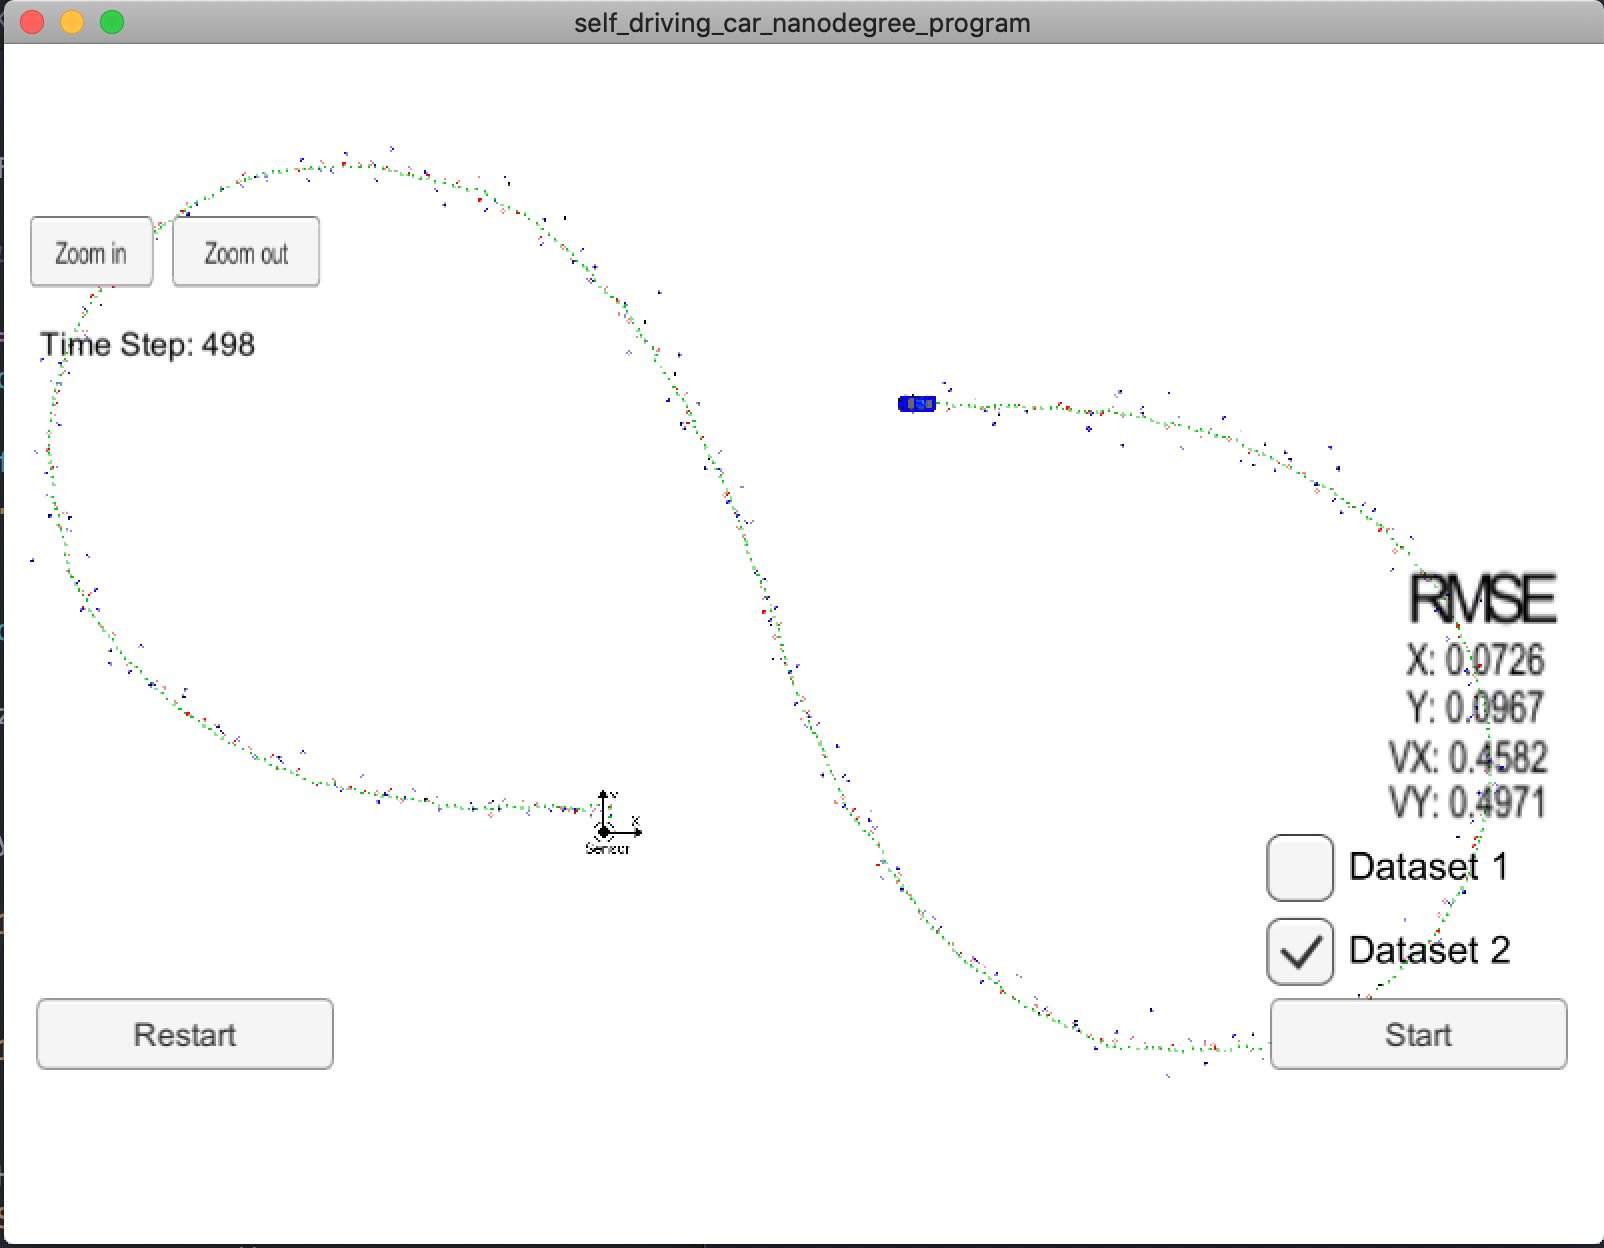 self_driving_car_nanodegree_program
Zoom in
Zoom out
Time Step: 498
RMSE
X: 0.0726
Y: 0.0967
VX: 0.4582
VY: 0.4971
Y
X
Sensor
Dataset 1
Dataset 2
Restart
Start